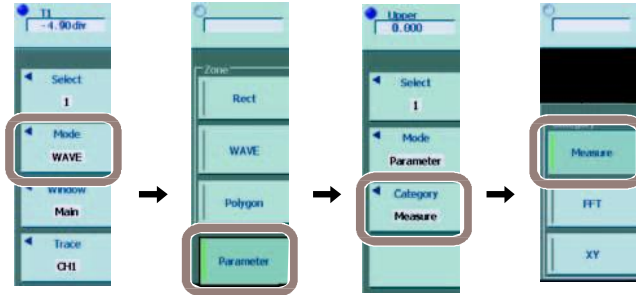 T1
-4.90div
Select
1
Mode
WAVE
Window
Main
Trace
CH1
Zone
Rect
WAVE
Polygon
Parameter
Upper
0.000
Select
1
Mode
Parameter
Category
Measure
Category
Measure
FFT
XY